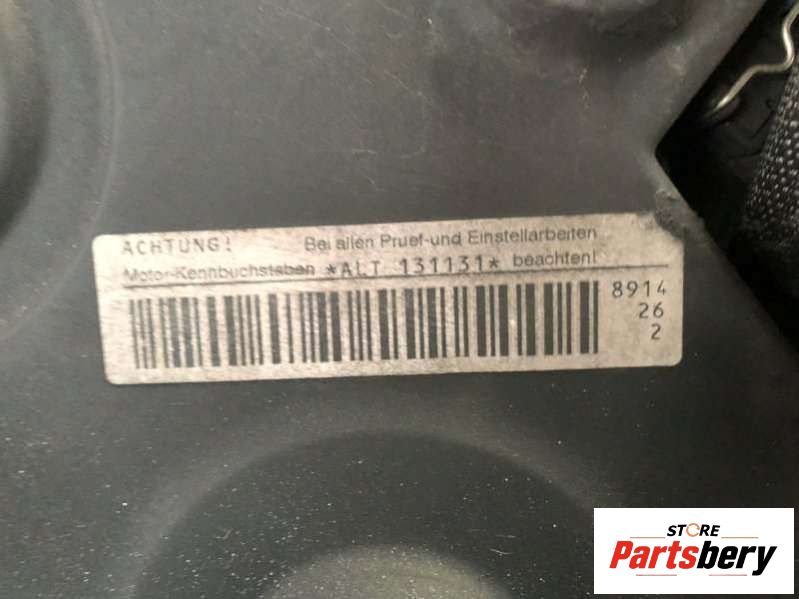 ACHTUNG! Bei allen Pruef-und Einstellarbeiten
Motor-Kennbuchstaben *ALT 131131* beachten!
8914
26
2
STORE
Partsbery